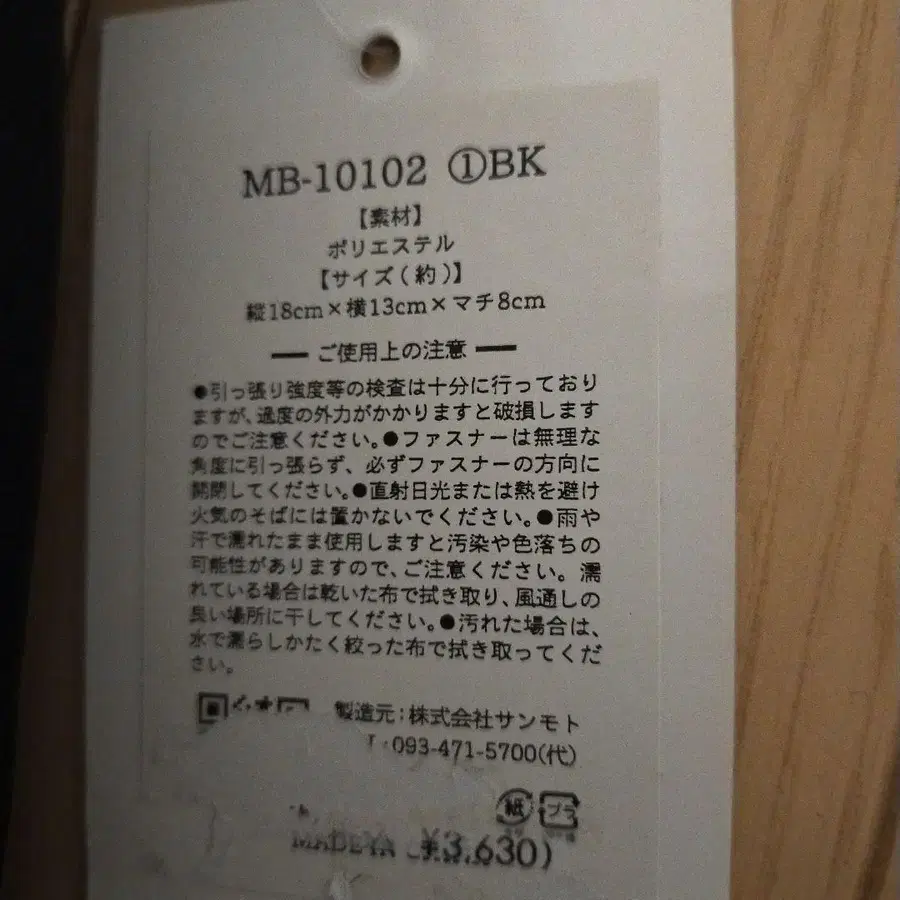 MB-10102 ①BK
【素材】
ポリエステル
【サイズ(約)】
縦18cm×横13cm×マチ8cm
ご使用上の注意
●引っ張り強度等の検査は十分に行っており
ますが、過度の外力がかかりますと破損します
のでご注意ください。●ファスナーは無理な
角度に引っ張らず、必ずファスナーの方向に
開閉してください。●直射日光または熱を避け
火気のそばには置かないでください。●雨や
汗で濡れたまま使用しますと汚染や色落ちの
可能性がありますので、ご注意ください。濡
れている場合は乾いた布で拭き取り、風通しの
良い場所に干してください。●汚れた場合は、
水で濡らしかたく絞った布で拭き取ってくだ
さい。
製造元:株式会社サンモト
093-471-5700(代)
紙 プラ
¥3,630)